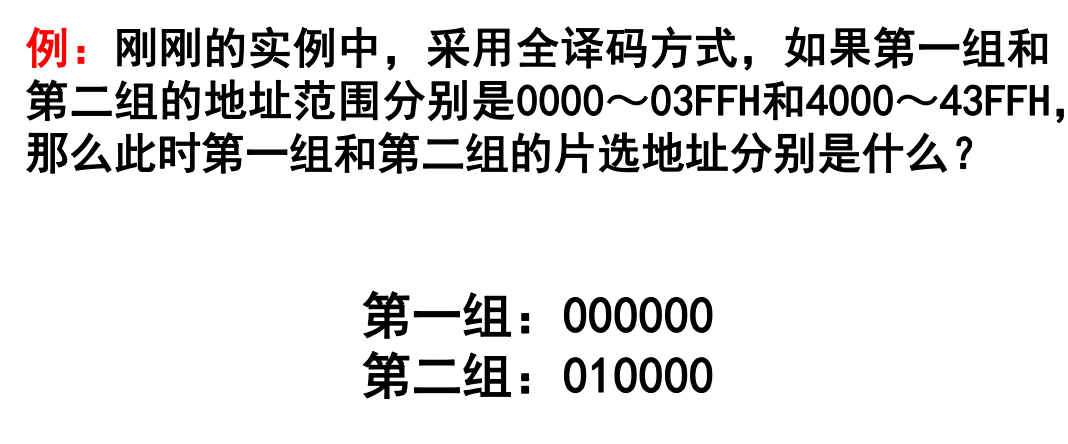 例：刚刚的实例中，采用全译码方式，如果第一组和
第二组的地址范围分别是0000～03FFH和4000～43FFH，
那么此时第一组和第二组的片选地址分别是什么？
第一组：000000
第二组：010000